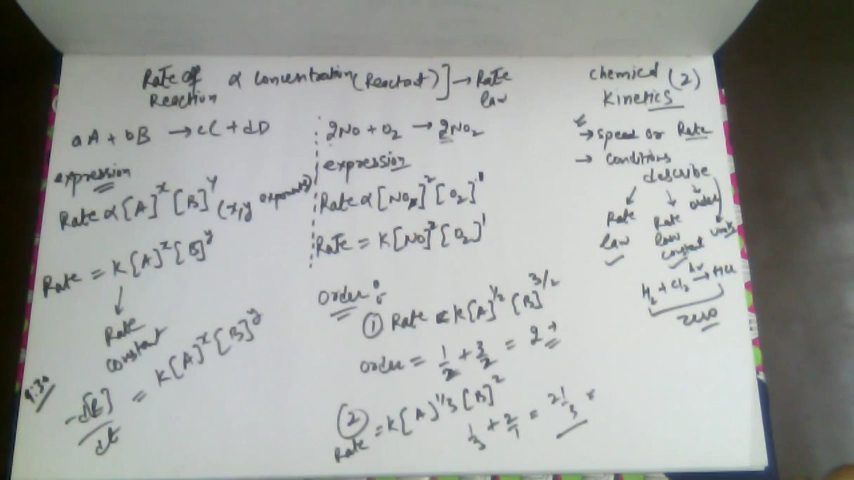 Rate of Reaction α Concentration (Reactant) ] → Rate law
aA + bB → cC + dD
expression
Rate α [A]^x [B]^y (x,y exponents)
Rate = K[A]^x [B]^y
↓
Rate constant
9:30
-d[R]/dt = K[A]^x [B]^y
2NO + O₂ → 2NO₂
expression
Rate α [NO]² [O₂]¹
Rate = K[NO]² [O₂]¹
Order :
① Rate = K[A]^1/2 [B]^3/2
Order = 1/2 + 3/2 = 2
② Rate = K[A]^1/3 [B]²
1/3 + 2/1 = 2 1/3 =
Chemical (2)
Kinetics
→ Speed or Rate
→ conditions
describe
Rate law
Rate law constant
order
units
H₂ + Cl₂ →hν HCl
zero